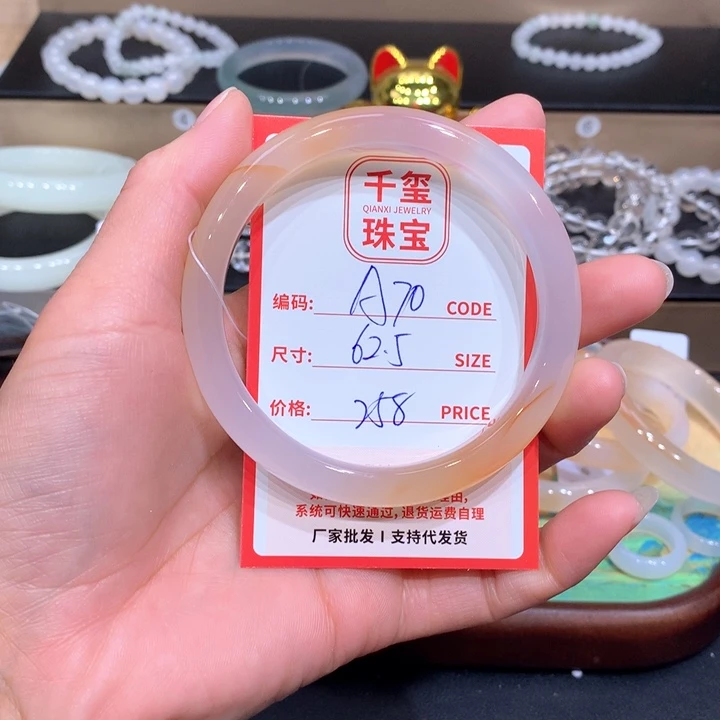 千玺
QIANXI JEWELRY
珠宝
编码: A70 CODE
尺寸: 62.5 SIZE
价格: 258 PRICE
系统可快速通过, 退货运费自理
厂家批发 | 支持代发货